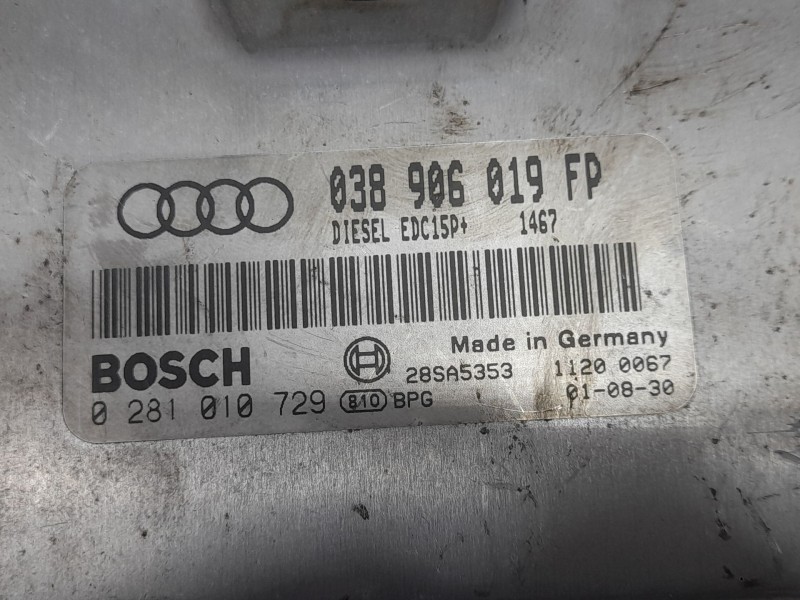 038 906 019 FP
DIESEL EDC15P+ 1467
BOSCH
Made in Germany
28SA5353 1120 0067
0 281 010 729 810 BPG 01-08-30